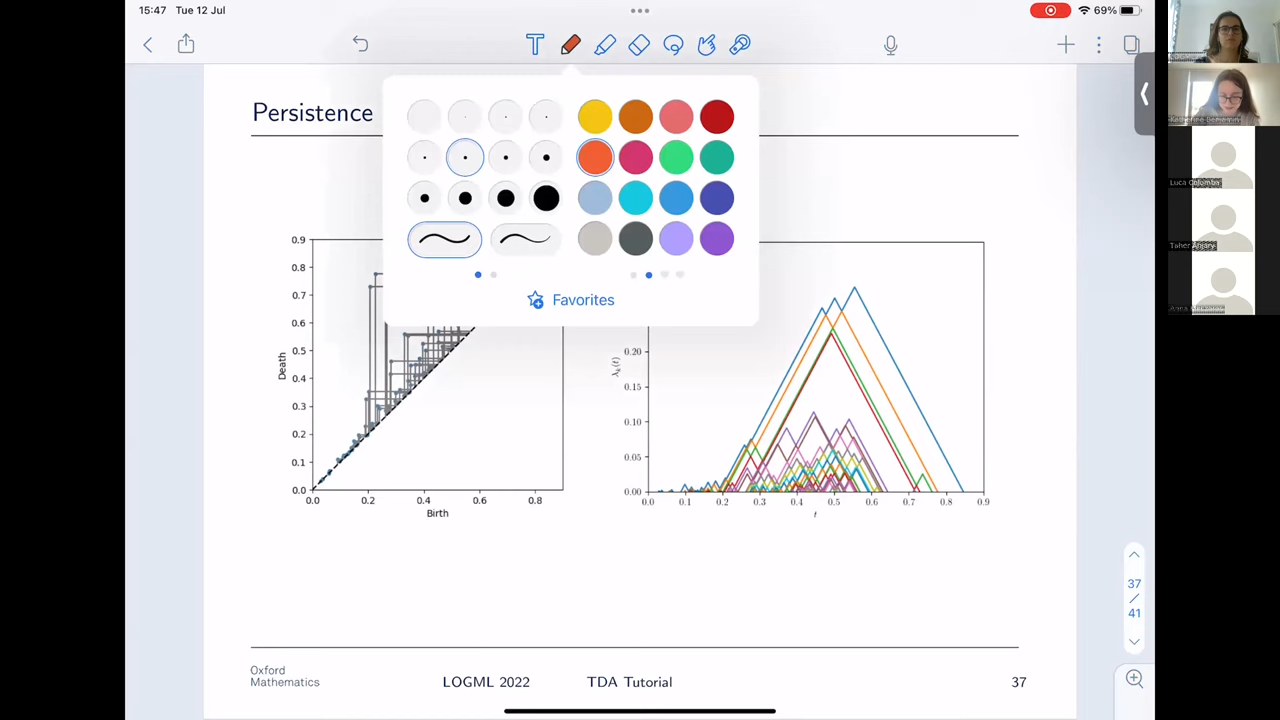 15:47 Tue 12 Jul
69%
Persistence
Favorites
0.9
0.8
0.7
0.6
0.5
0.4
0.3
0.2
0.1
0.0
Death
0.0 0.2 0.4 0.6 0.8
Birth
λk(t)
0.20
0.15
0.10
0.05
0.00
0.0 0.1 0.2 0.3 0.4 0.5 0.6 0.7 0.8 0.9
t
37
/
41
Oxford
Mathematics
LOGML 2022
TDA Tutorial
37
Luca Colombo